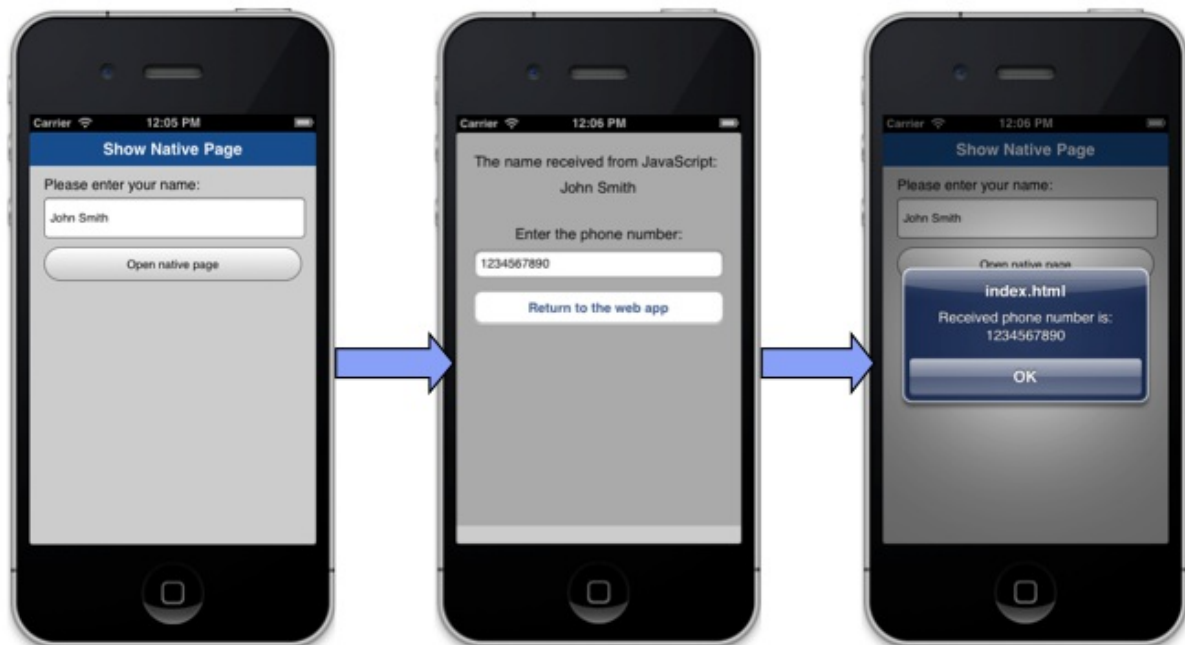 Carrier 12:05 PM
Show Native Page
Please enter your name:
John Smith
Open native page
Carrier 12:06 PM
The name received from JavaScript:
John Smith
Enter the phone number:
1234567890
Return to the web app
Carrier 12:06 PM
Show Native Page
Please enter your name:
John Smith
Open native page
index.html
Received phone number is:
1234567890
OK